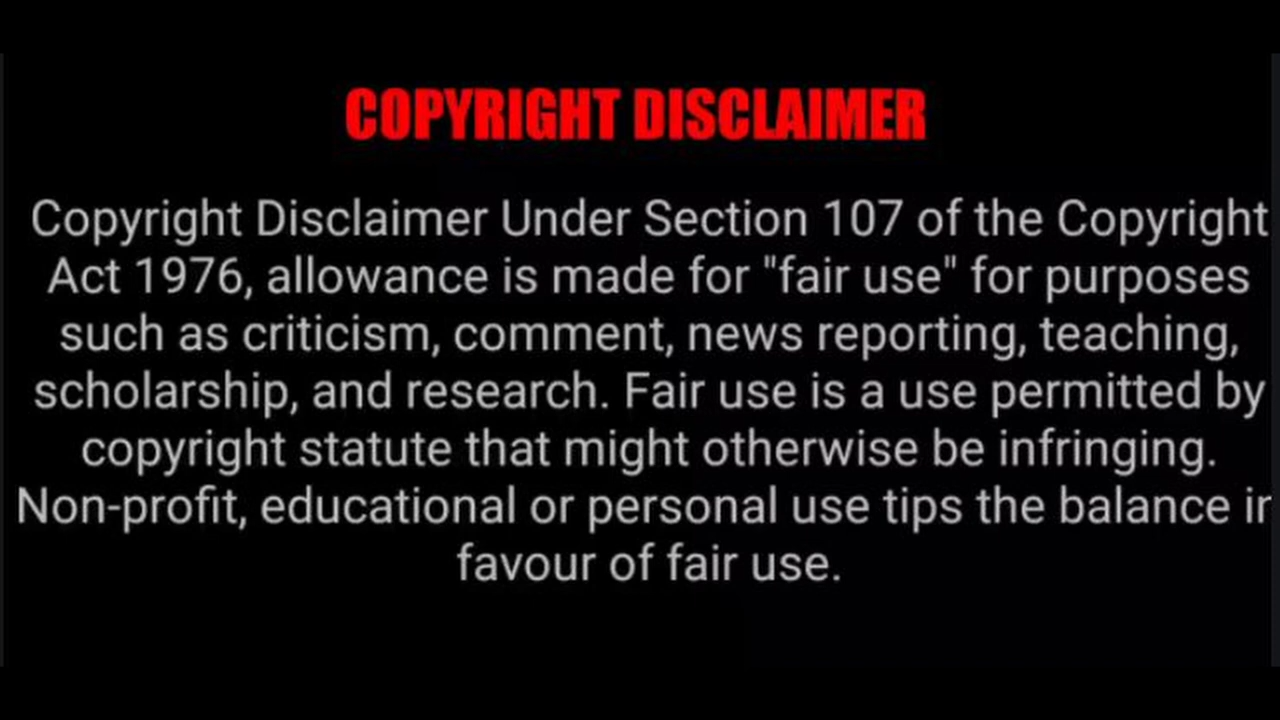 COPYRIGHT DISCLAIMER
Copyright Disclaimer Under Section 107 of the Copyright
Act 1976, allowance is made for "fair use" for purposes
such as criticism, comment, news reporting, teaching,
scholarship, and research. Fair use is a use permitted by
copyright statute that might otherwise be infringing.
Non-profit, educational or personal use tips the balance in
favour of fair use.